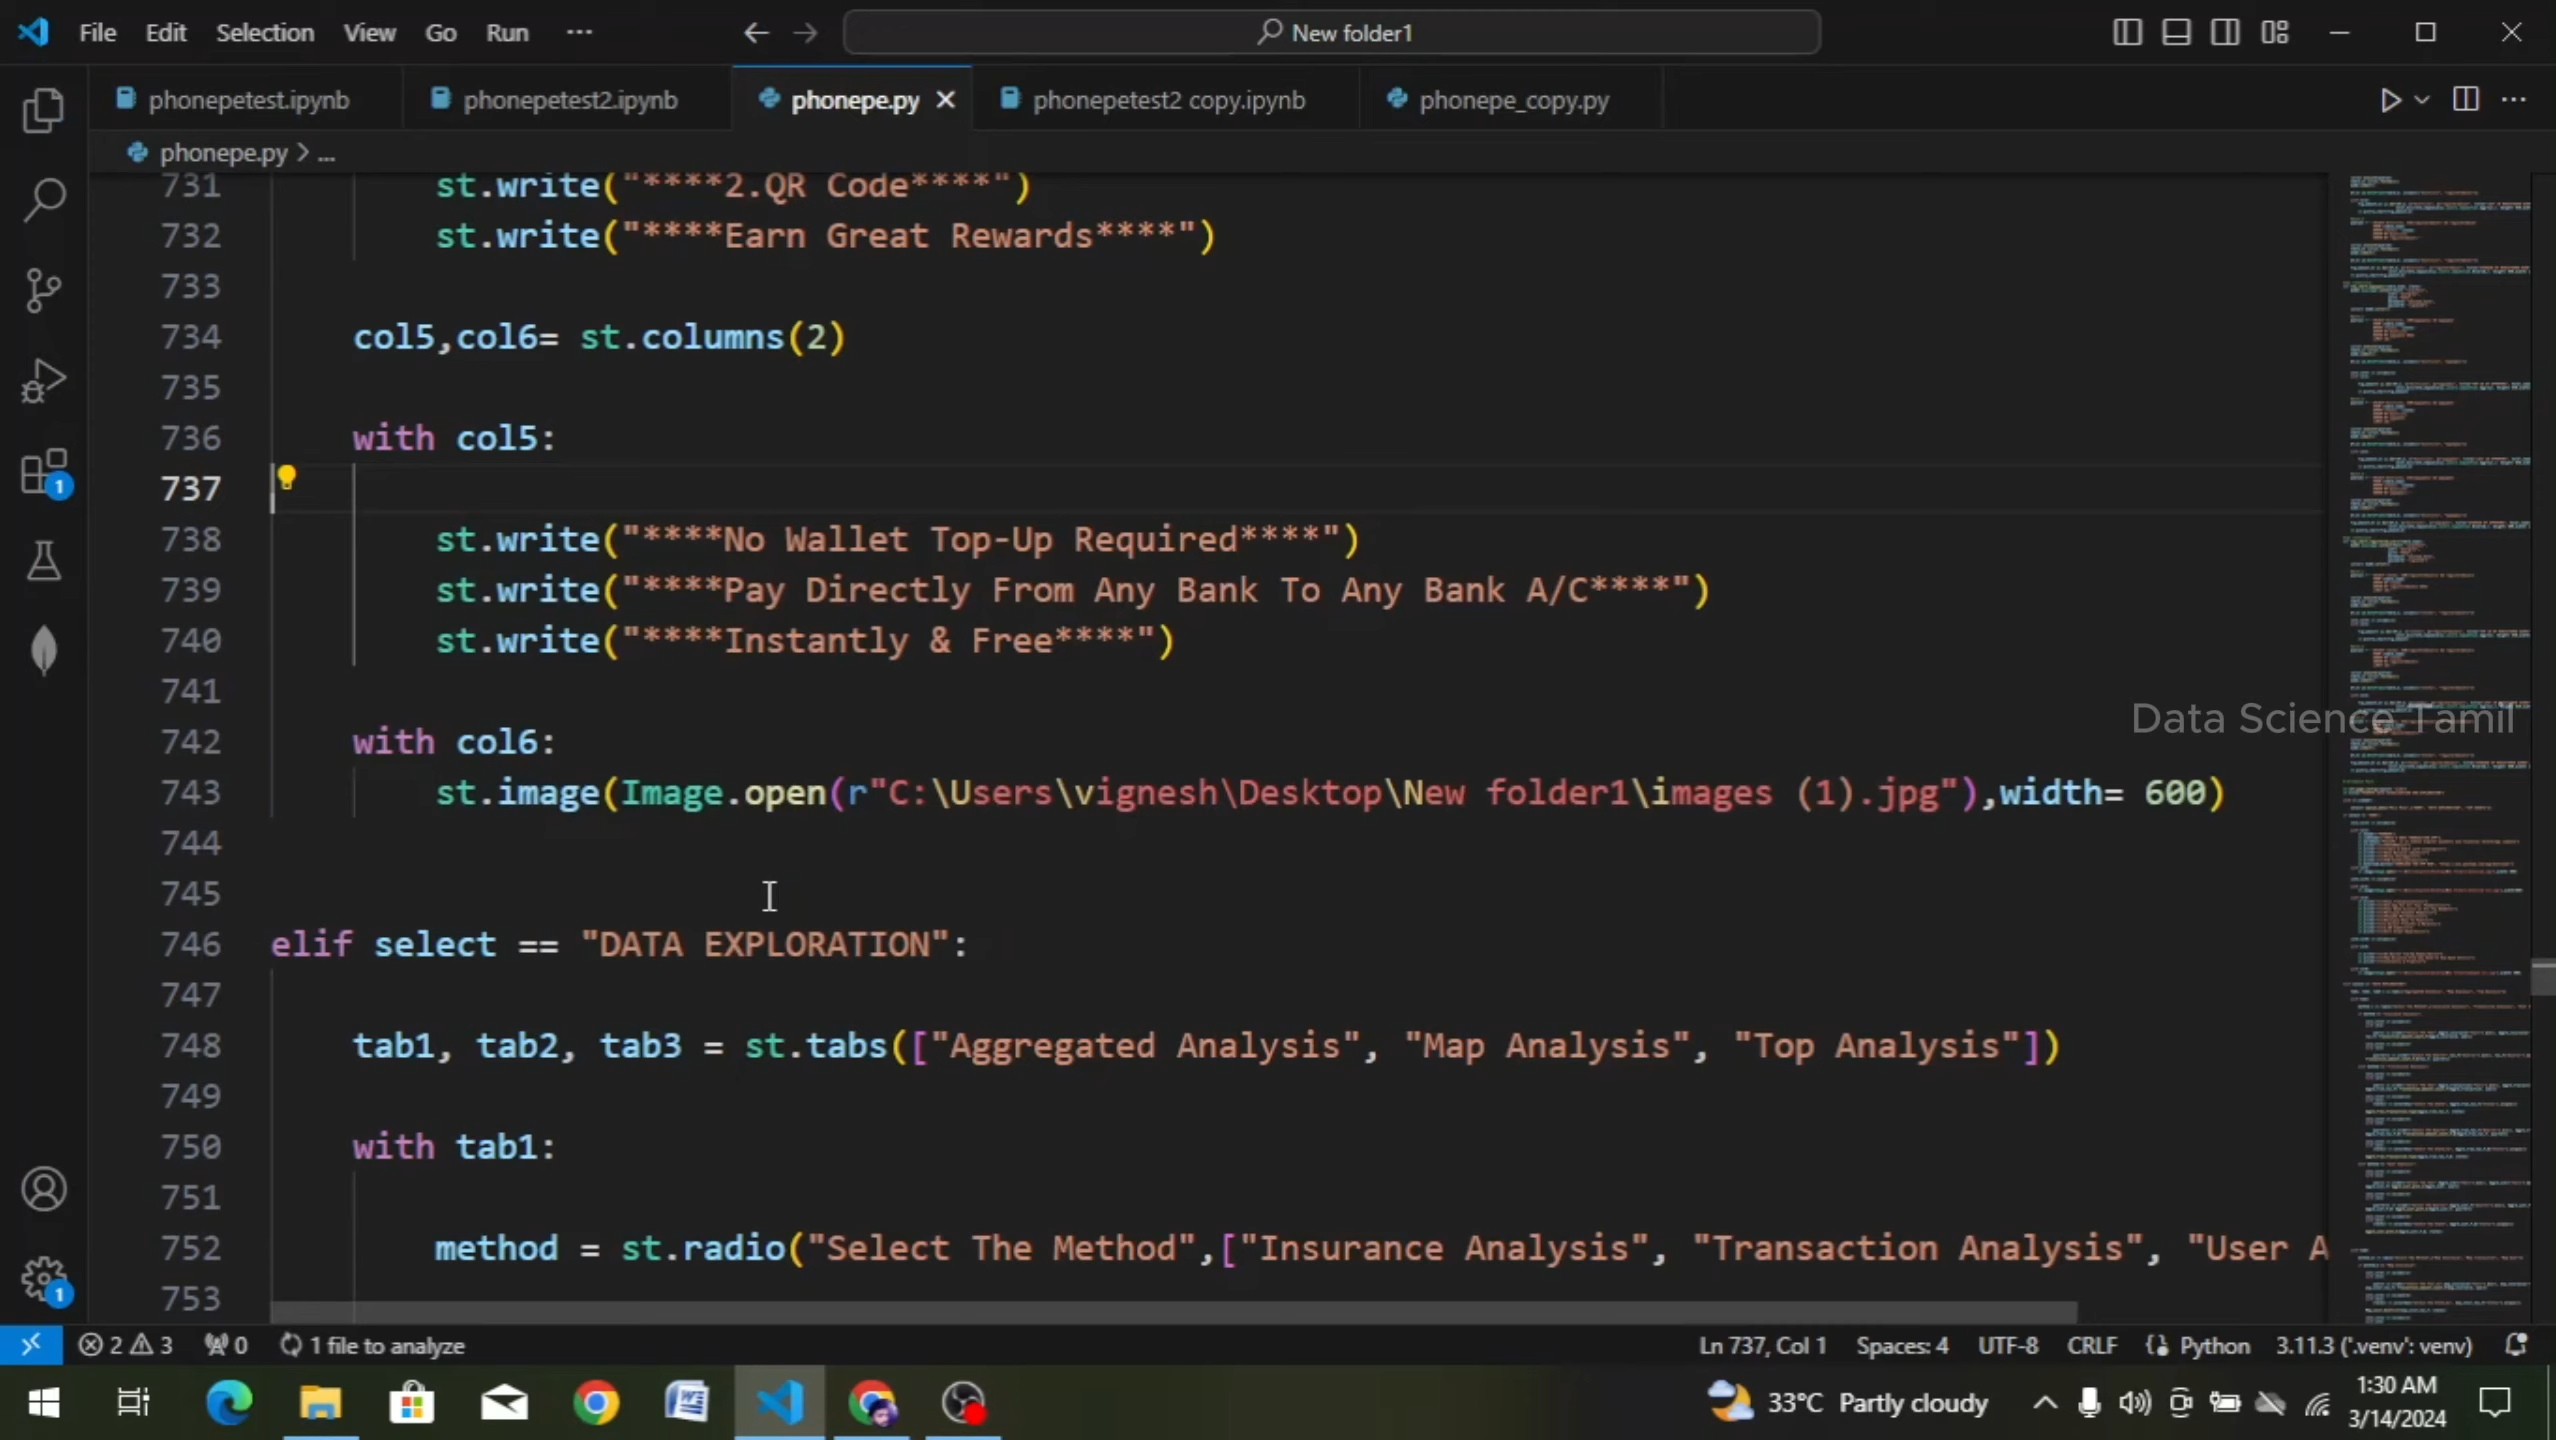 File Edit Selection View Go Run ··· New folder1
phonepetest.ipynb phonepetest2.ipynb phonepe.py phonepetest2 copy.ipynb phonepe_copy.py
phonepe.py > ...
731 st.write("****2.QR Code****")
732 st.write("****Earn Great Rewards****")
733
734 col5,col6= st.columns(2)
735
736 with col5:
737
738 st.write("****No Wallet Top-Up Required****")
739 st.write("****Pay Directly From Any Bank To Any Bank A/C****")
740 st.write("****Instantly & Free****")
741
Data Science Tamil
742 with col6:
743 st.image(Image.open(r"C:\Users\vignesh\Desktop\New folder1\images (1).jpg"),width= 600)
744
745
746 elif select == "DATA EXPLORATION":
747
748 tab1, tab2, tab3 = st.tabs(["Aggregated Analysis", "Map Analysis", "Top Analysis"])
749
750 with tab1:
751
752 method = st.radio("Select The Method",["Insurance Analysis", "Transaction Analysis", "User A
753
1
1
2 3 0 1 file to analyze Ln 737, Col 1 Spaces: 4 UTF-8 CRLF Python 3.11.3 ('.venv': venv)
33°C Partly cloudy 1:30 AM
3/14/2024